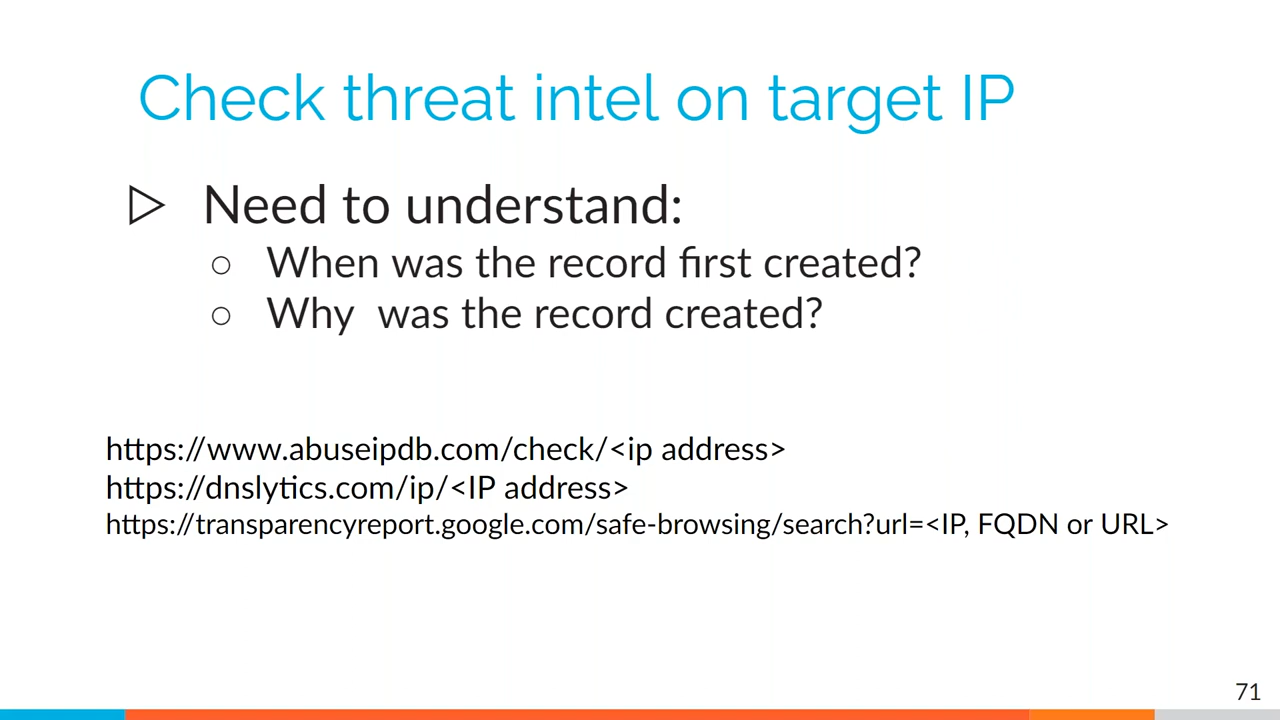 Check threat intel on target IP
▷ Need to understand:
○ When was the record first created?
○ Why  was the record created?
https://www.abuseipdb.com/check/<ip address>
https://dnslytics.com/ip/<IP address>
https://transparencyreport.google.com/safe-browsing/search?url=<IP, FQDN or URL>
71